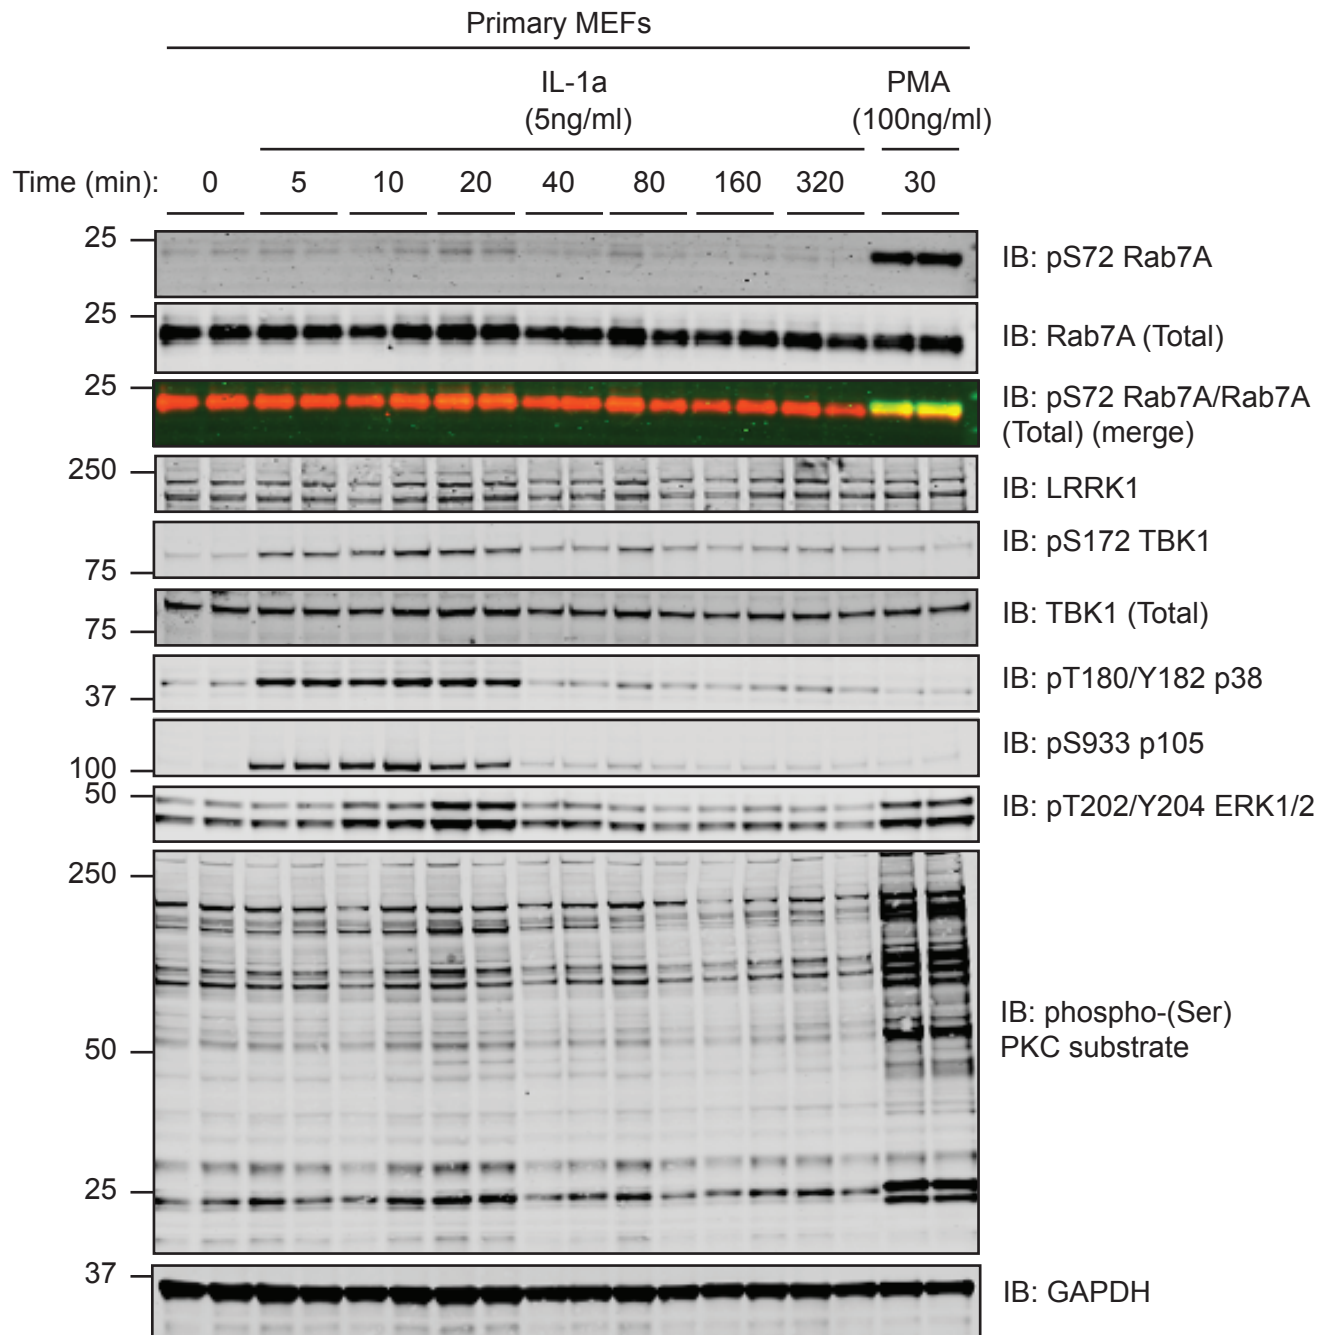 Primary MEFs
IL-1a
(5ng/ml)
PMA
(100ng/ml)
Time (min): 0 5 10 20 40 80 160 320 30
25
IB: pS72 Rab7A
25
IB: Rab7A (Total)
25
IB: pS72 Rab7A/Rab7A
(Total) (merge)
250
IB: LRRK1
IB: pS172 TBK1
75
IB: TBK1 (Total)
75
IB: pT180/Y182 p38
37
IB: pS933 p105
100
50
IB: pT202/Y204 ERK1/2
250
IB: phospho-(Ser)
PKC substrate
50
25
37
IB: GAPDH